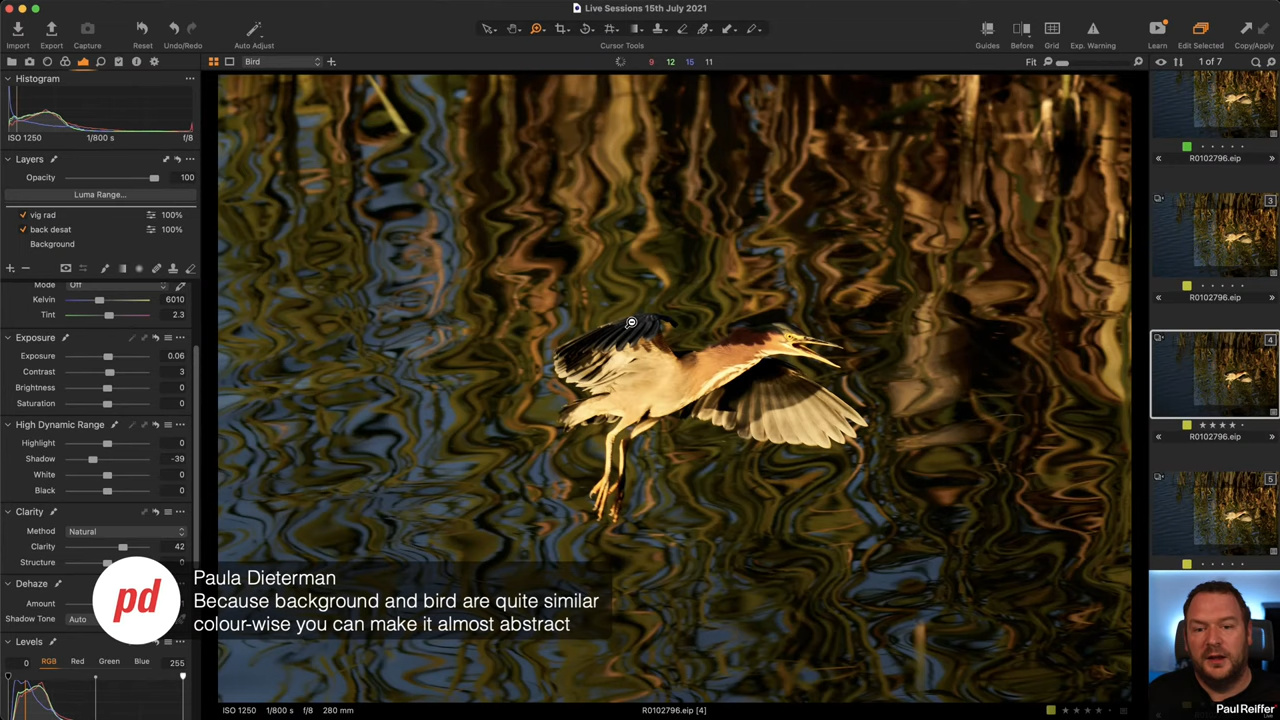 Live Sessions 15th July 2021
Import
Export
Capture
Reset
Undo/Redo
Auto Adjust
Cursor Tools
Guides
Before
Grid
Exp. Warning
Learn
Edit Selected
Copy/Apply
Bird
9 12 15 11
Fit
1 of 7
Histogram
ISO 1250 1/800 s f/8
Layers
Opacity 100
Luma Range...
vig rad 100%
back desat 100%
Background
Mode Off
Kelvin 6010
Tint 2.3
Exposure
Exposure 0.06
Contrast 3
Brightness 0
Saturation 0
High Dynamic Range
Highlight 0
Shadow -39
White 0
Black 0
Clarity
Method Natural
Clarity 42
Structure 0
Dehaze
Amount
Shadow Tone Auto
Levels
0 RGB Red Green Blue 255
pd
Paula Dieterman
Because background and bird are quite similar
colour-wise you can make it almost abstract
ISO 1250 1/800 s f/8 280 mm
R0102796.eip [4]
R0102796.eip
3
R0102796.eip
4
R0102796.eip
5
PaulReiffer
Live